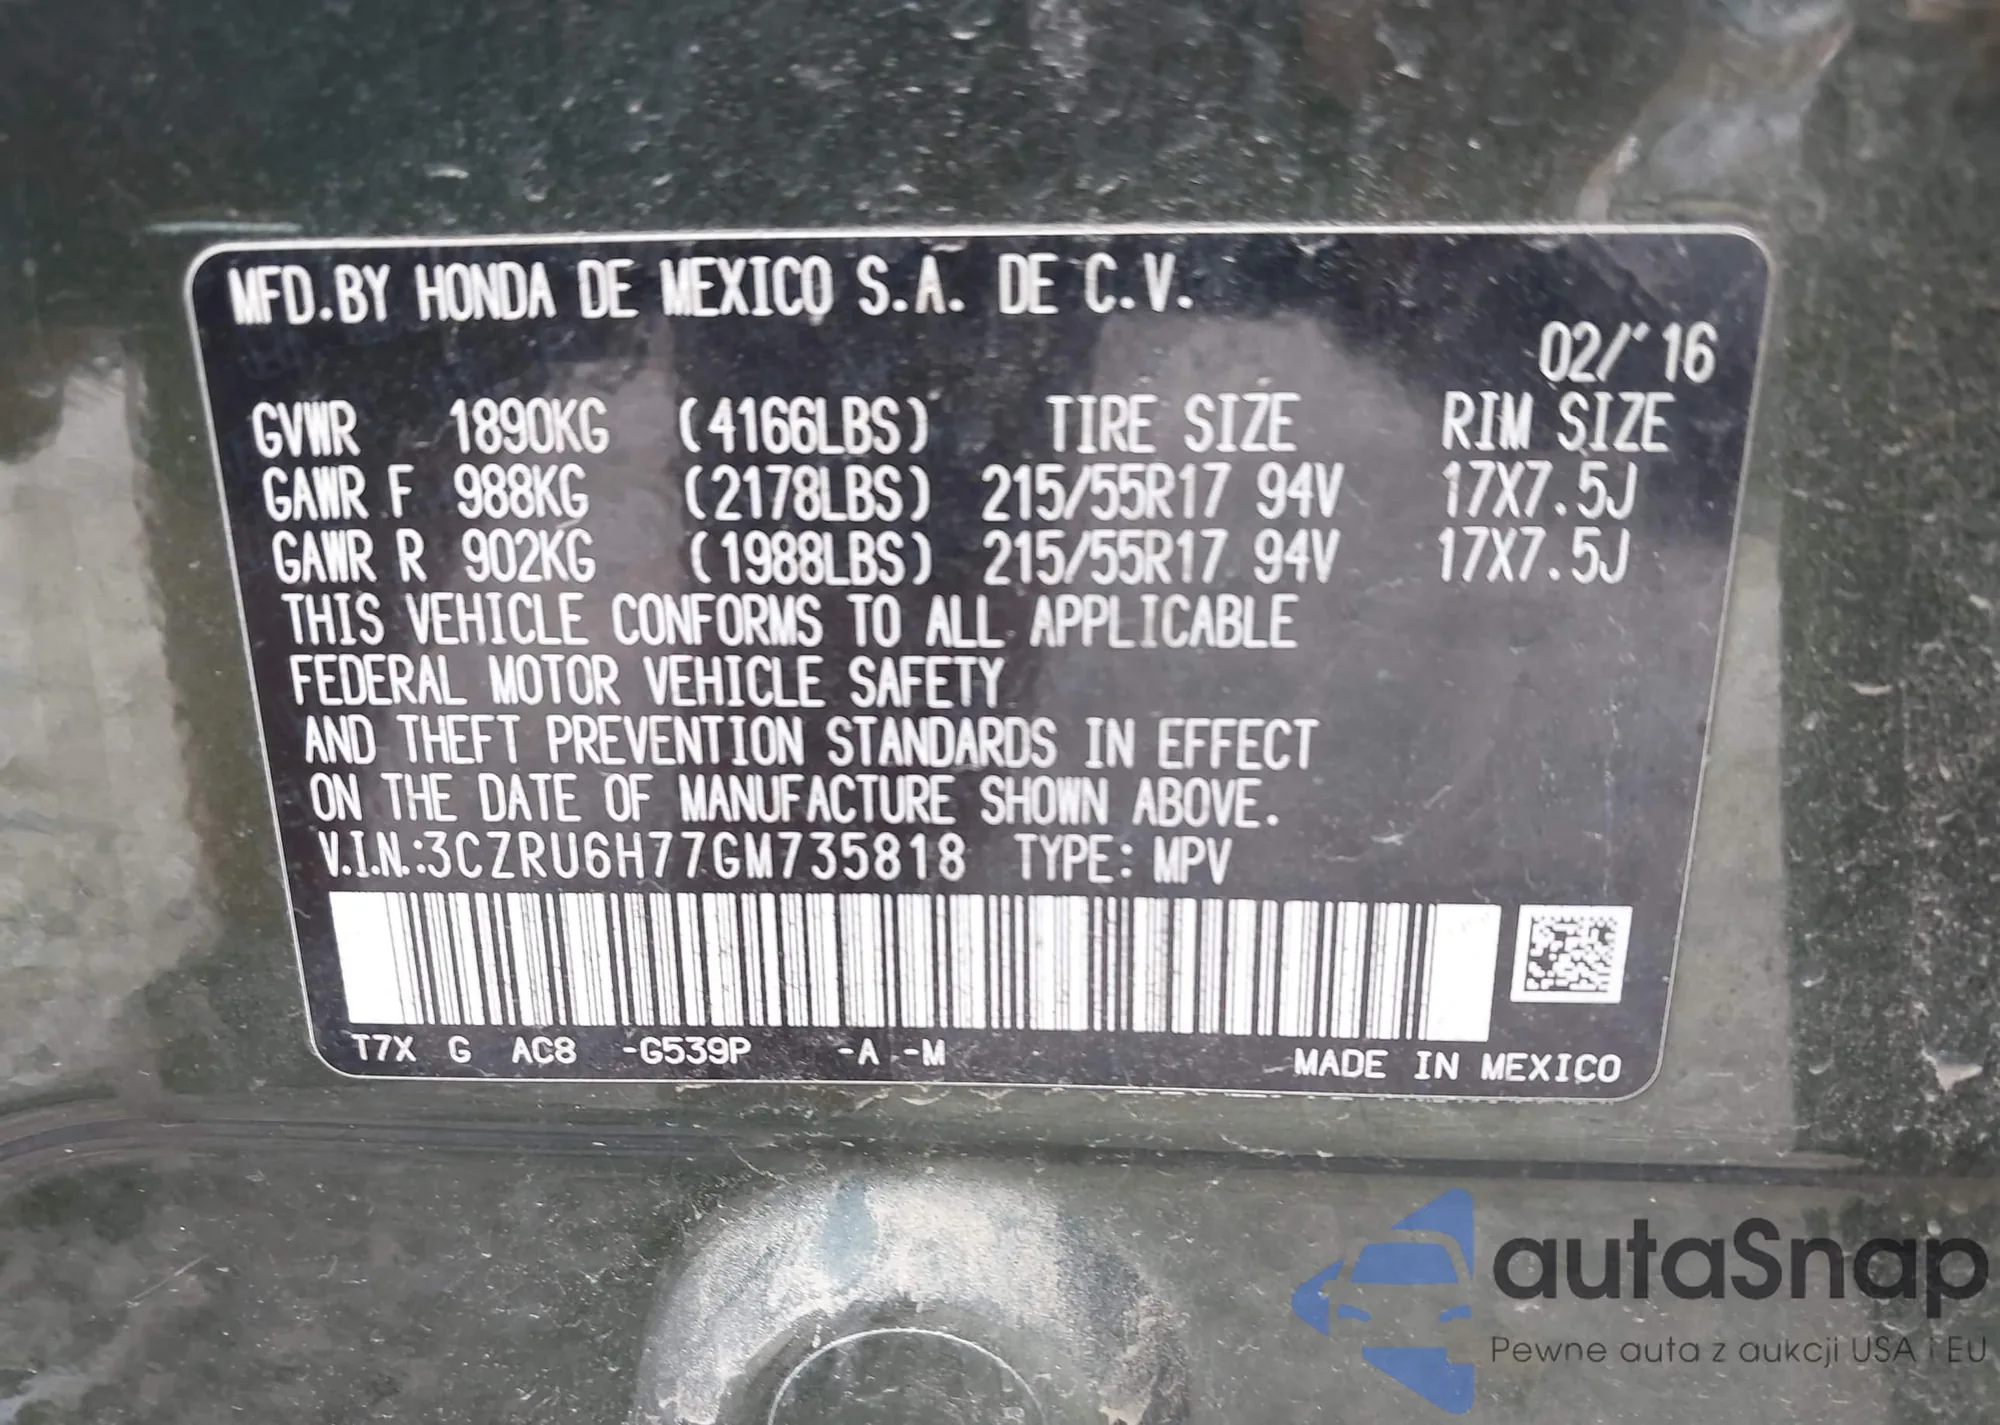 MFD.BY HONDA DE MEXICO S.A. DE C.V.
02/'16
GVWR 1890KG (4166LBS) TIRE SIZE RIM SIZE
GAWR F 988KG (2178LBS) 215/55R17 94V 17X7.5J
GAWR R 902KG (1988LBS) 215/55R17 94V 17X7.5J
THIS VEHICLE CONFORMS TO ALL APPLICABLE
FEDERAL MOTOR VEHICLE SAFETY
AND THEFT PREVENTION STANDARDS IN EFFECT
ON THE DATE OF MANUFACTURE SHOWN ABOVE.
V.I.N.:3CZRU6H77GM735818 TYPE: MPV
T7X G AC8 -G539P -A -M MADE IN MEXICO
autaSnap
Pewne auta z aukcji USA i EU